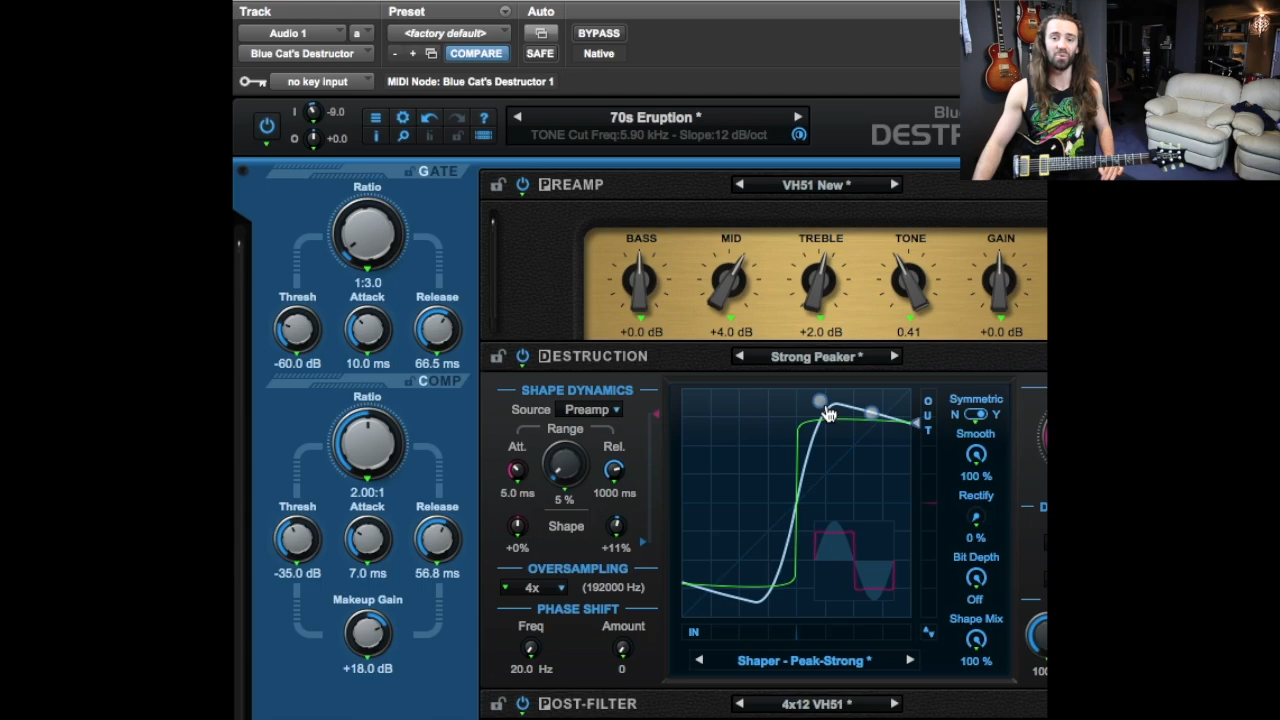 Track
Preset
Auto
Audio 1
a
<factory default>
BYPASS
Blue Cat's Destructor
- +
COMPARE
SAFE
Native
no key input
MIDI Node: Blue Cat's Destructor 1
I
-9.0
O
+0.0
?
i
70s Eruption *
TONE Cut Freq:5.90 kHz - Slope:12 dB/oct
Blu
DESTR
GATE
Ratio
1:3.0
Thresh
Attack
Release
-60.0 dB
10.0 ms
66.5 ms
COMP
Ratio
2.00:1
Thresh
Attack
Release
-35.0 dB
7.0 ms
56.8 ms
Makeup Gain
+18.0 dB
PREAMP
VH51 New *
BASS
MID
TREBLE
TONE
GAIN
+0.0 dB
+4.0 dB
+2.0 dB
0.41
+0.0 dB
DESTRUCTION
Strong Peaker *
SHAPE DYNAMICS
Source
Preamp
Range
Att.
Rel.
5.0 ms
5 %
1000 ms
Shape
+0%
+11%
OVERSAMPLING
4x
(192000 Hz)
PHASE SHIFT
Freq
Amount
20.0 Hz
0
OUT
IN
Shaper - Peak-Strong *
Symmetric
N
Y
Smooth
100 %
Rectify
0 %
Bit Depth
Off
Shape Mix
100 %
D
100
POST-FILTER
4x12 VH51 *